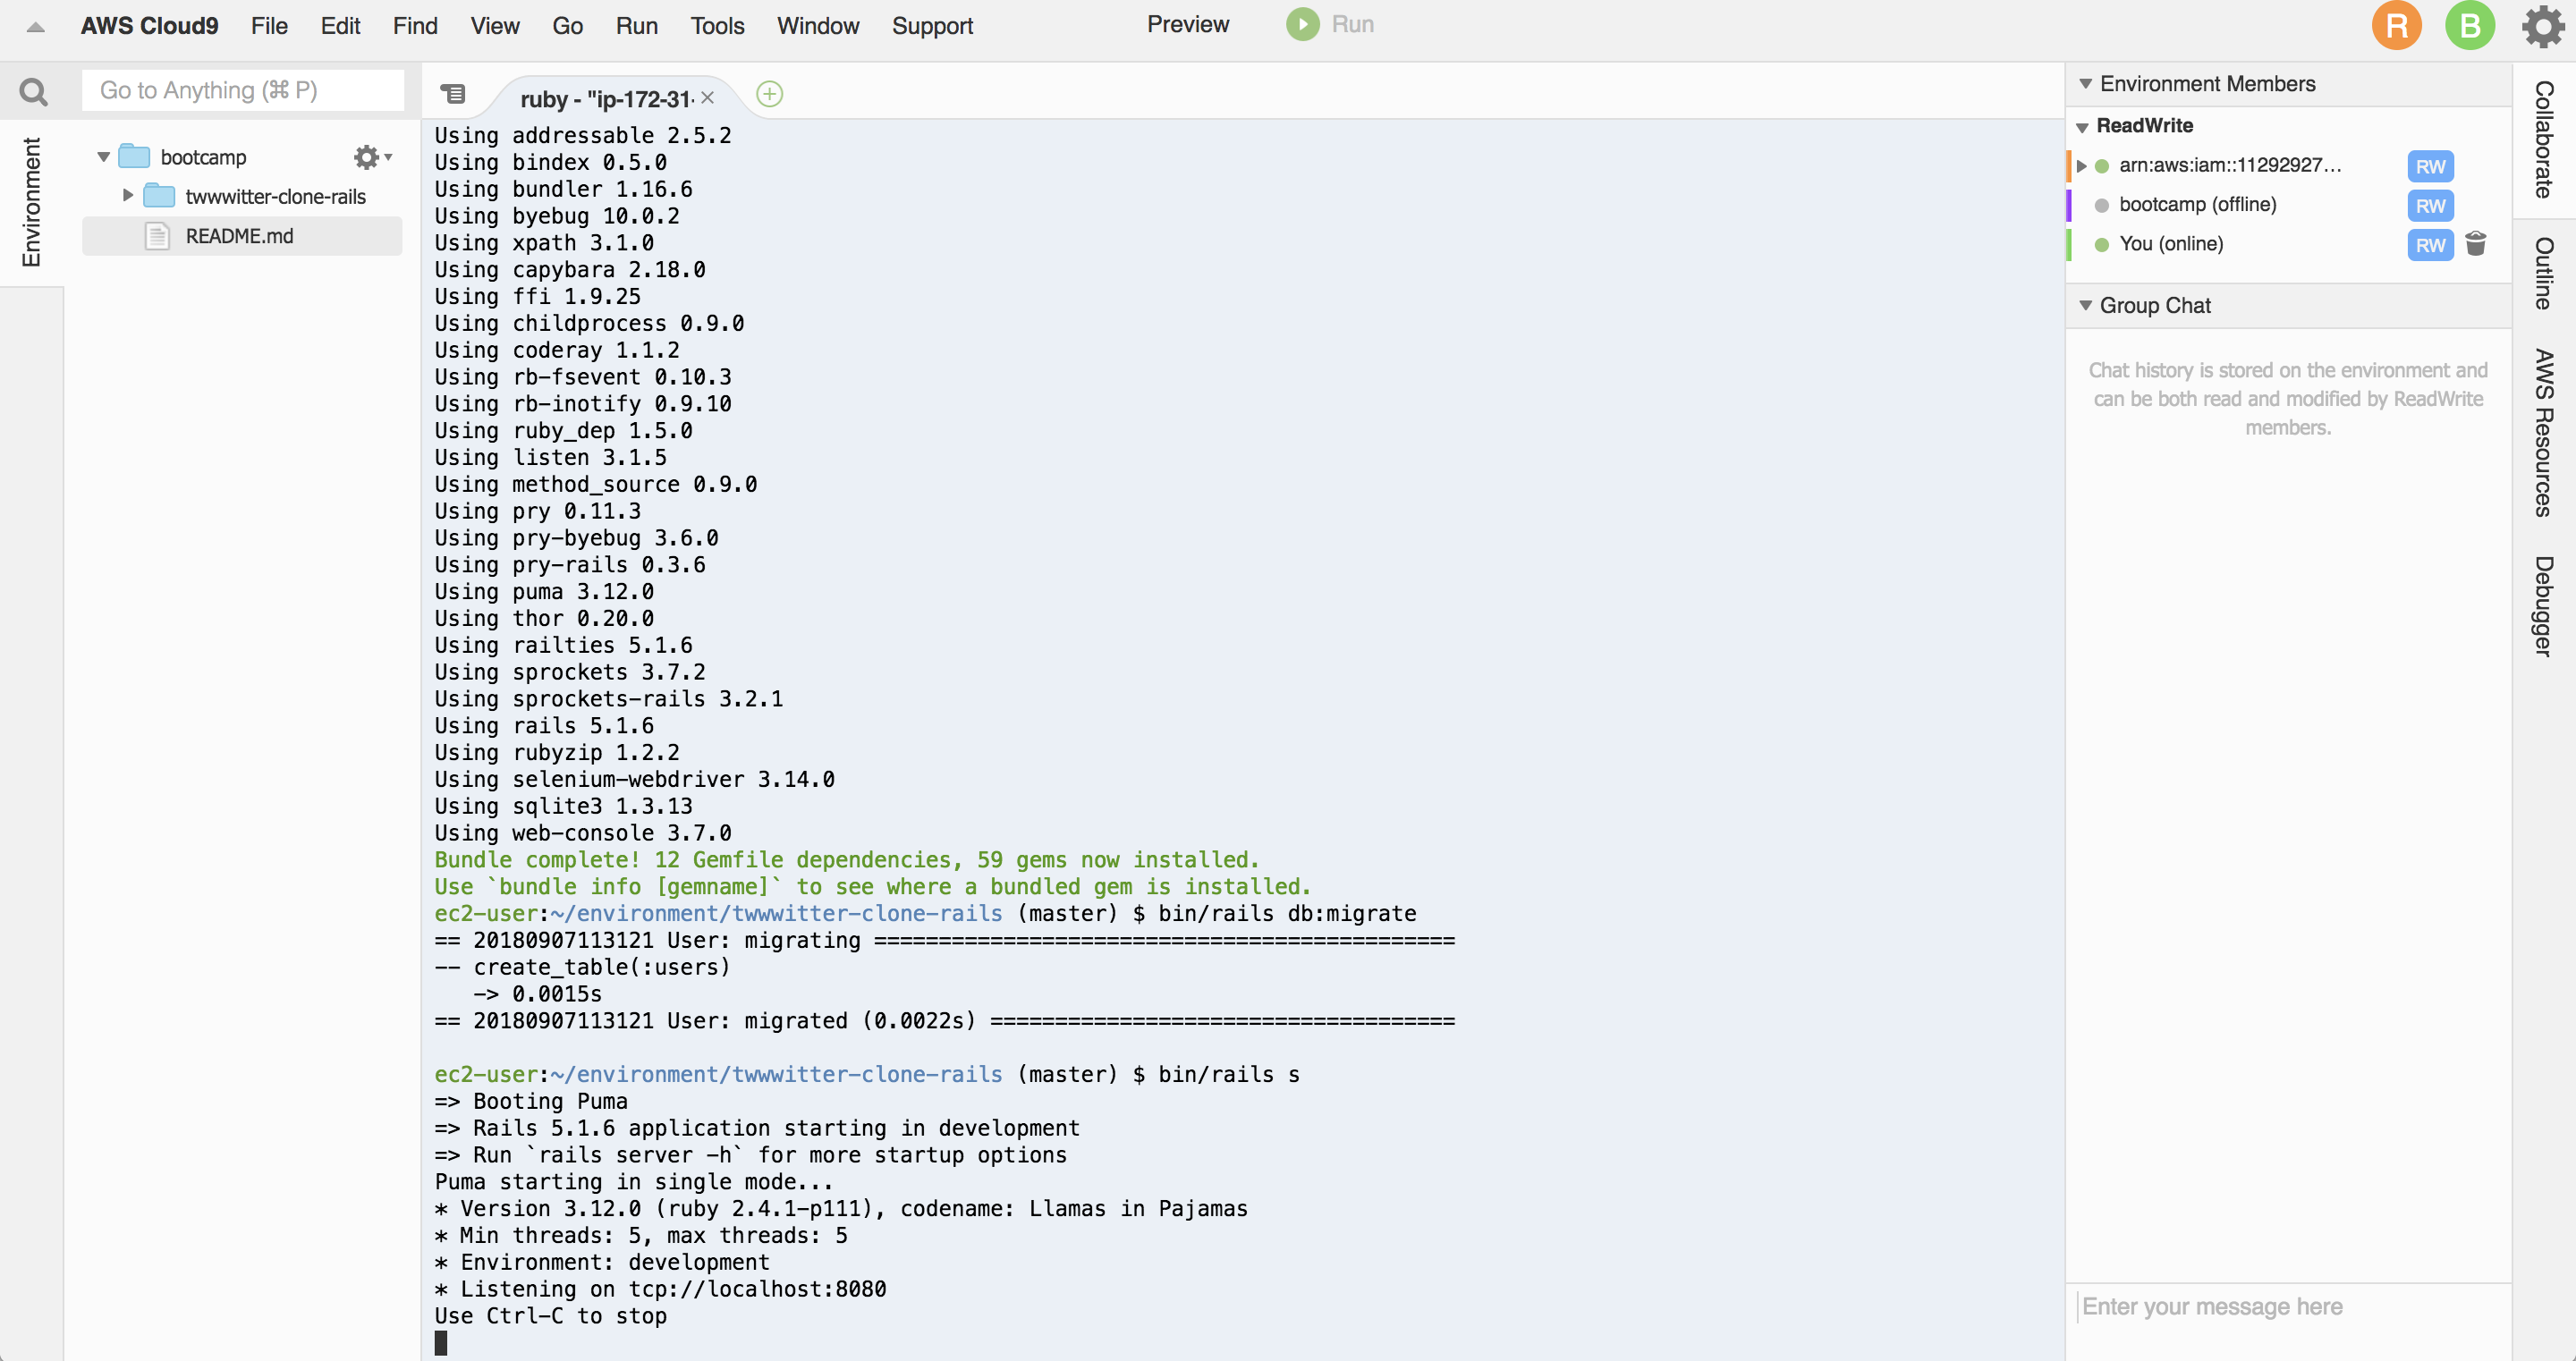 AWS Cloud9 File Edit Find View Go Run Tools Window Support Preview Run R B
Go to Anything (⌘ P)
Environment
bootcamp
twwwitter-clone-rails
README.md
ruby - "ip-172-31-
Using addressable 2.5.2
Using bindex 0.5.0
Using bundler 1.16.6
Using byebug 10.0.2
Using xpath 3.1.0
Using capybara 2.18.0
Using ffi 1.9.25
Using childprocess 0.9.0
Using coderay 1.1.2
Using rb-fsevent 0.10.3
Using rb-inotify 0.9.10
Using ruby_dep 1.5.0
Using listen 3.1.5
Using method_source 0.9.0
Using pry 0.11.3
Using pry-byebug 3.6.0
Using pry-rails 0.3.6
Using puma 3.12.0
Using thor 0.20.0
Using railties 5.1.6
Using sprockets 3.7.2
Using sprockets-rails 3.2.1
Using rails 5.1.6
Using rubyzip 1.2.2
Using selenium-webdriver 3.14.0
Using sqlite3 1.3.13
Using web-console 3.7.0
Bundle complete! 12 Gemfile dependencies, 59 gems now installed.
Use `bundle info [gemname]` to see where a bundled gem is installed.
ec2-user:~/environment/twwwitter-clone-rails (master) $ bin/rails db:migrate
== 20180907113121 User: migrating =============================================
-- create_table(:users)
   -> 0.0015s
== 20180907113121 User: migrated (0.0022s) ====================================
ec2-user:~/environment/twwwitter-clone-rails (master) $ bin/rails s
=> Booting Puma
=> Rails 5.1.6 application starting in development
=> Run `rails server -h` for more startup options
Puma starting in single mode...
* Version 3.12.0 (ruby 2.4.1-p111), codename: Llamas in Pajamas
* Min threads: 5, max threads: 5
* Environment: development
* Listening on tcp://localhost:8080
Use Ctrl-C to stop
Environment Members
ReadWrite
arn:aws:iam::11292927... RW
bootcamp (offline) RW
You (online) RW
Group Chat
Chat history is stored on the environment and
can be both read and modified by ReadWrite
members.
Enter your message here
Collaborate
Outline
AWS Resources
Debugger